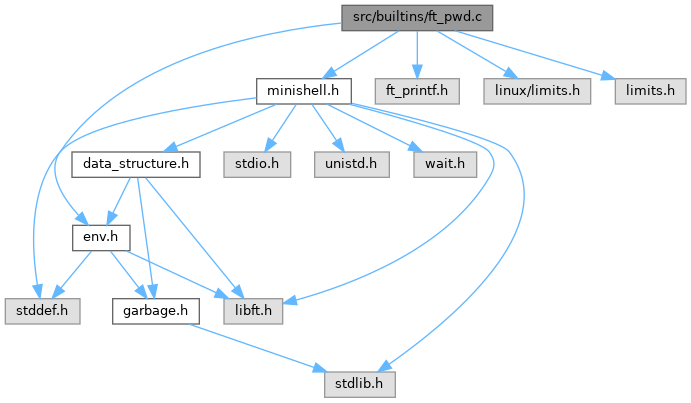 src/builtins/ft_pwd.c
minishell.h
ft_printf.h
linux/limits.h
limits.h
data_structure.h
stdio.h
unistd.h
wait.h
env.h
stddef.h
garbage.h
libft.h
stdlib.h